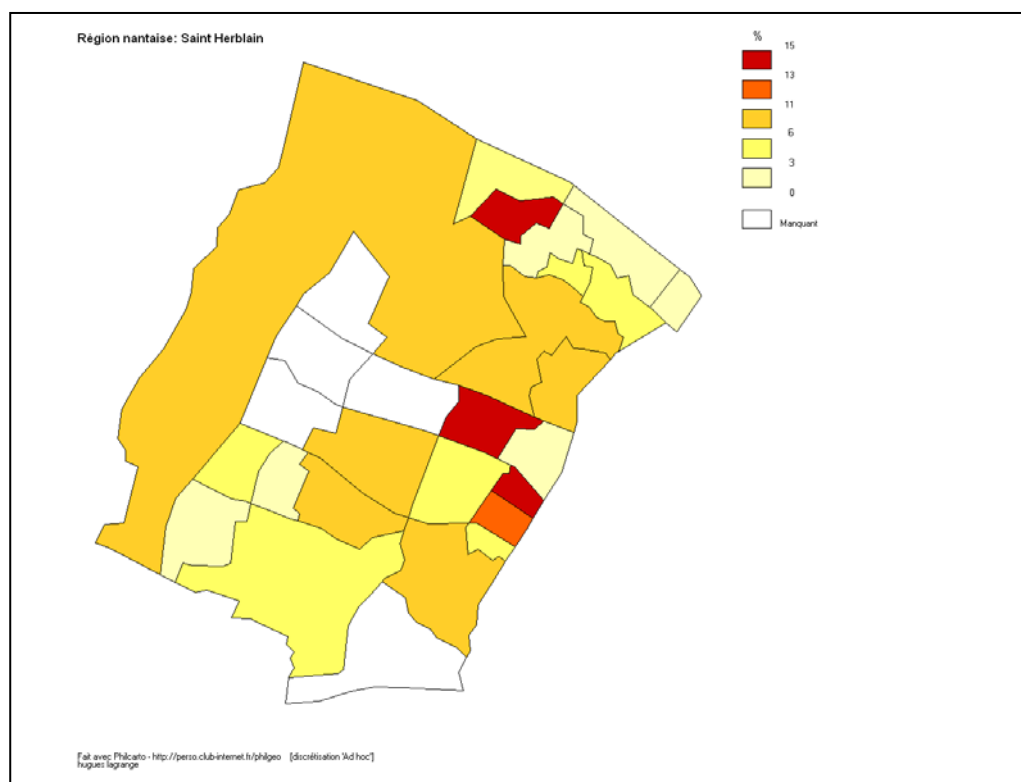 Région nantaise: Saint Herblain
%
15
13
11
6
3
0
Manquant
Fait avec Philcarto - http://perso.club-internet.fr/philgeo [discrétisation 'Ad hoc']
hugues lagrange